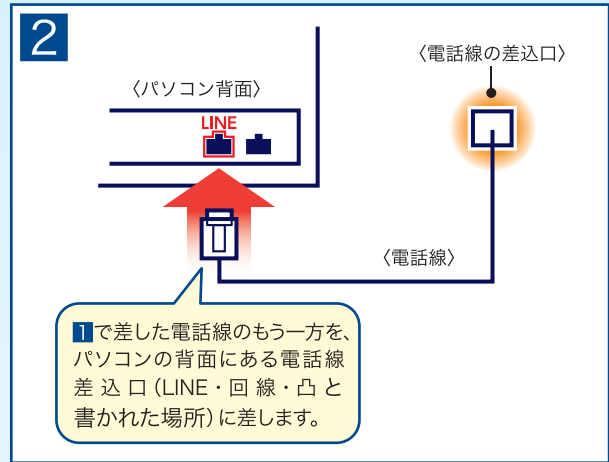 2
〈電話線の差込口〉
〈パソコン背面〉
LINE
〈電話線〉
1で差した電話線のもう一方を、
パソコンの背面にある電話線
差込口(LINE・回線・凸と
書かれた場所)に差します。